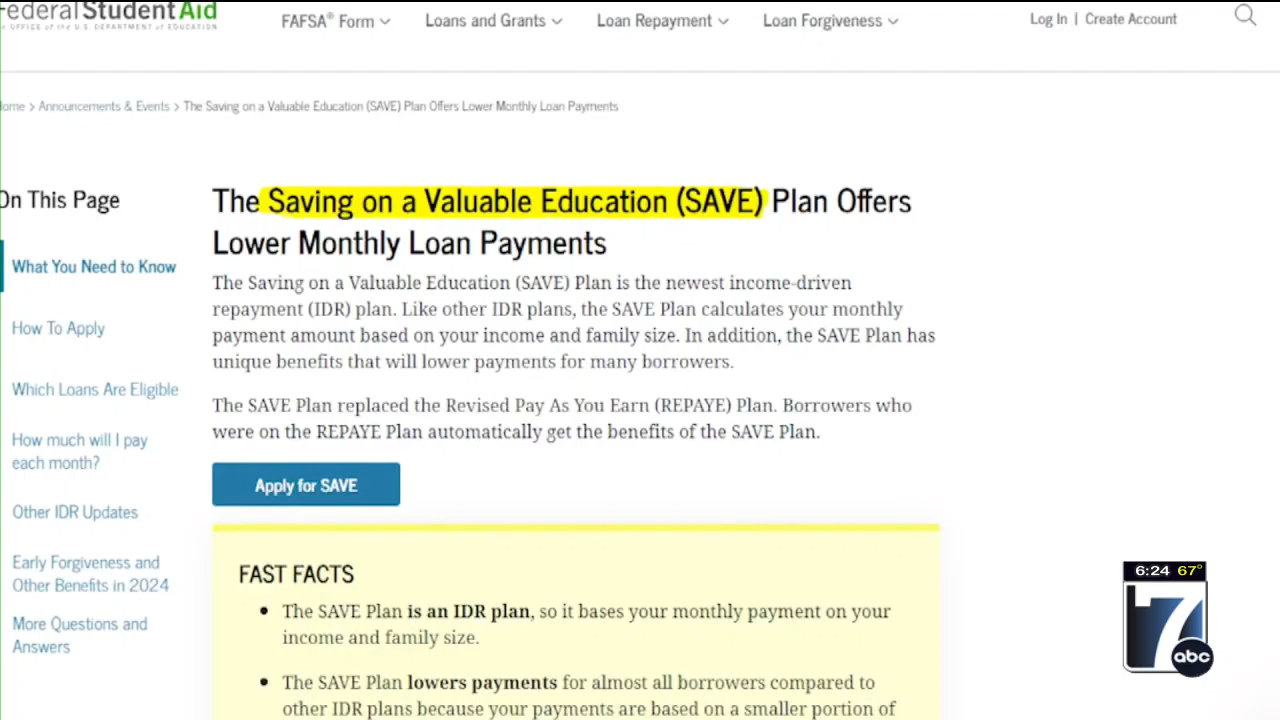 ederal StudentAid
OFFICE of the U.S. DEPARTMENT of EDUCATION
FAFSA® Form
Loans and Grants
Loan Repayment
Loan Forgiveness
Log In | Create Account
ome > Announcements & Events > The Saving on a Valuable Education (SAVE) Plan Offers Lower Monthly Loan Payments
On This Page
What You Need to Know
How To Apply
Which Loans Are Eligible
How much will I pay
each month?
Other IDR Updates
Early Forgiveness and
Other Benefits in 2024
More Questions and
Answers
The Saving on a Valuable Education (SAVE) Plan Offers
Lower Monthly Loan Payments
The Saving on a Valuable Education (SAVE) Plan is the newest income-driven
repayment (IDR) plan. Like other IDR plans, the SAVE Plan calculates your monthly
payment amount based on your income and family size. In addition, the SAVE Plan has
unique benefits that will lower payments for many borrowers.
The SAVE Plan replaced the Revised Pay As You Earn (REPAYE) Plan. Borrowers who
were on the REPAYE Plan automatically get the benefits of the SAVE Plan.
Apply for SAVE
FAST FACTS
• The SAVE Plan is an IDR plan, so it bases your monthly payment on your
income and family size.
• The SAVE Plan lowers payments for almost all borrowers compared to
other IDR plans because your payments are based on a smaller portion of
6:24 67°
7
abc